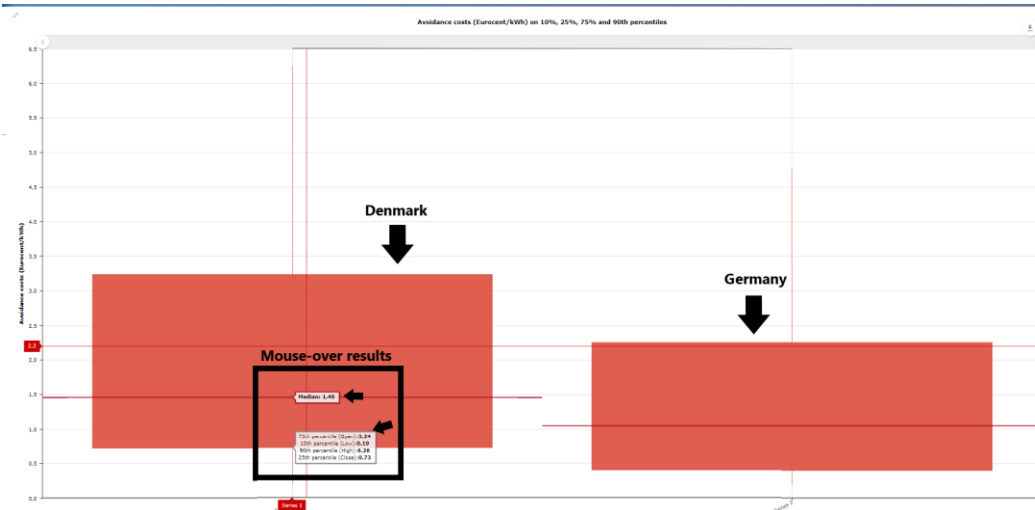 Avoidance costs (Eurocent/kWh) on 10%, 25%, 75% and 90th percentiles
6.5
6.0
5.5
5.0
4.5
4.0
3.5
3.0
2.5
2.2
2.0
1.5
1.0
0.5
0.0
Avoidance costs (Eurocent/kWh)
Denmark
Germany
Mouse-over results
Median: 1.46
75th percentile (Open):3.24
10th percentile (Low):0.19
90th percentile (High):6.26
25th percentile (Close):0.73
Series 1
Series 2